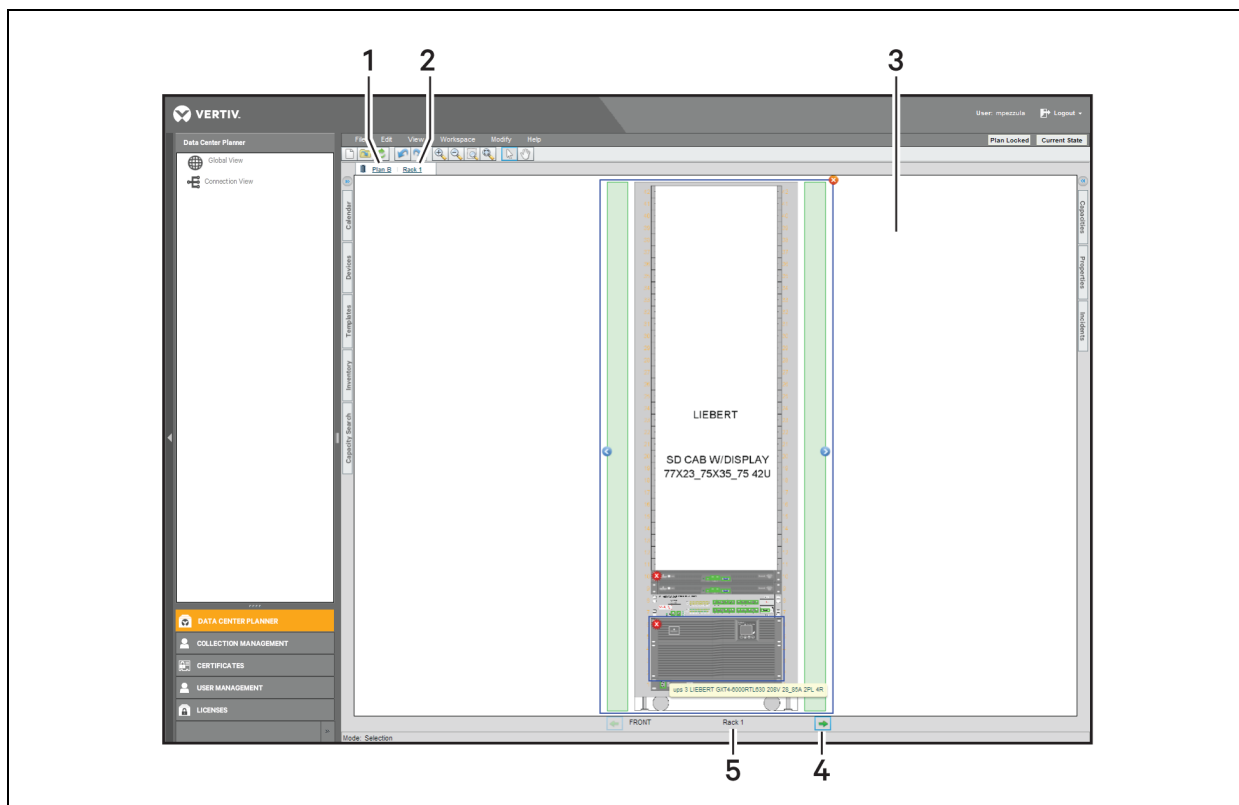 1 2 3
VERTIV.
User: mpezzula Logout
Data Center Planner
File Edit View Workspace Modify Help
Plan Locked Current State
Global View
Connection View
Plan B Rack 1
Calendar
Devices
Templates
Inventory
Capacity Search
Capacities
Properties
Incidents
LIEBERT
SD CAB W/DISPLAY
77X23_75X35_75 42U
ups 3 LIEBERT GXT4-6000RTL630 208V 28_85A 2PL 4R
DATA CENTER PLANNER
COLLECTION MANAGEMENT
CERTIFICATES
USER MANAGEMENT
LICENSES
FRONT Rack 1
Mode: Selection
5 4